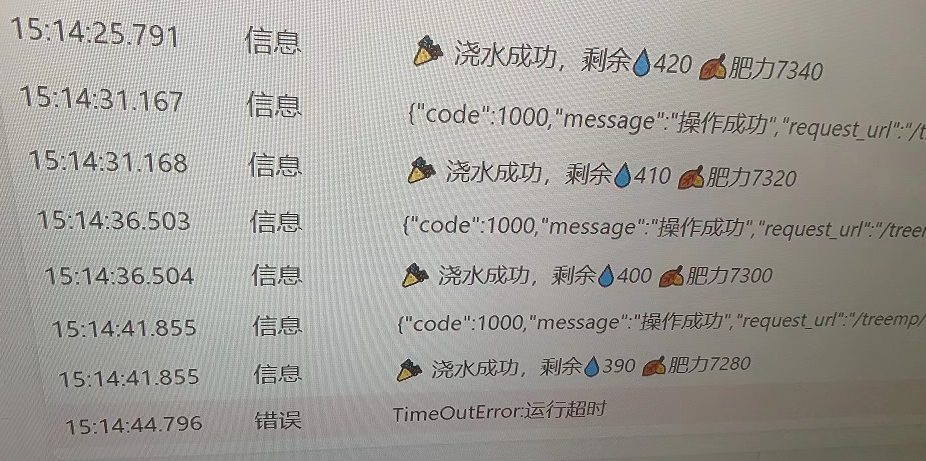 15:14:25.791 信息 🎉 浇水成功，剩余💧420 💩肥力7340
15:14:31.167 信息 {"code":1000,"message":"操作成功","request_url":"/t
15:14:31.168 信息 🎉 浇水成功，剩余💧410 💩肥力7320
15:14:36.503 信息 {"code":1000,"message":"操作成功","request_url":"/treem
15:14:36.504 信息 🎉 浇水成功，剩余💧400 💩肥力7300
15:14:41.855 信息 {"code":1000,"message":"操作成功","request_url":"/treemp/
15:14:41.855 信息 🎉 浇水成功，剩余💧390 💩肥力7280
15:14:44.796 错误 TimeOutError:运行超时